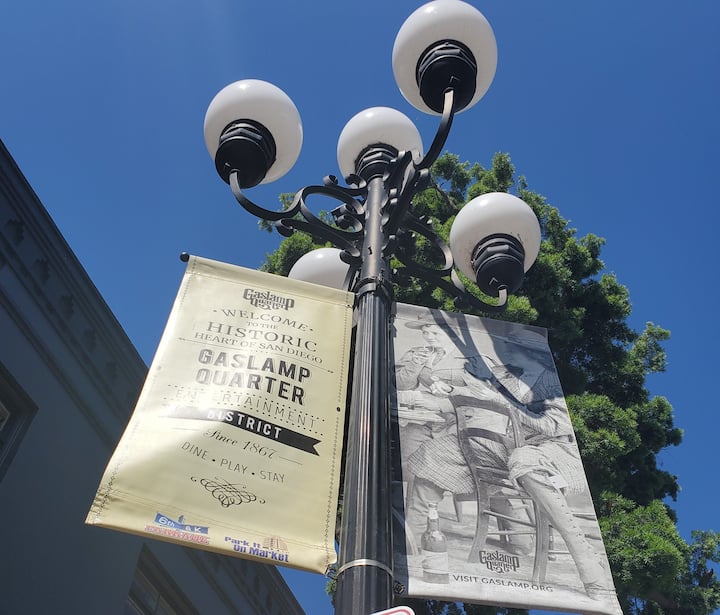 Gaslamp
Quarter
WELCOME
TO THE
HISTORIC
HEART OF SAN DIEGO
GASLAMP
QUARTER
ENTERTAINMENT
DISTRICT
Since 1867
DINE • PLAY • STAY
6th & K
Park It
On Market
Gaslamp
Quarter
VISIT GASLAMP.ORG